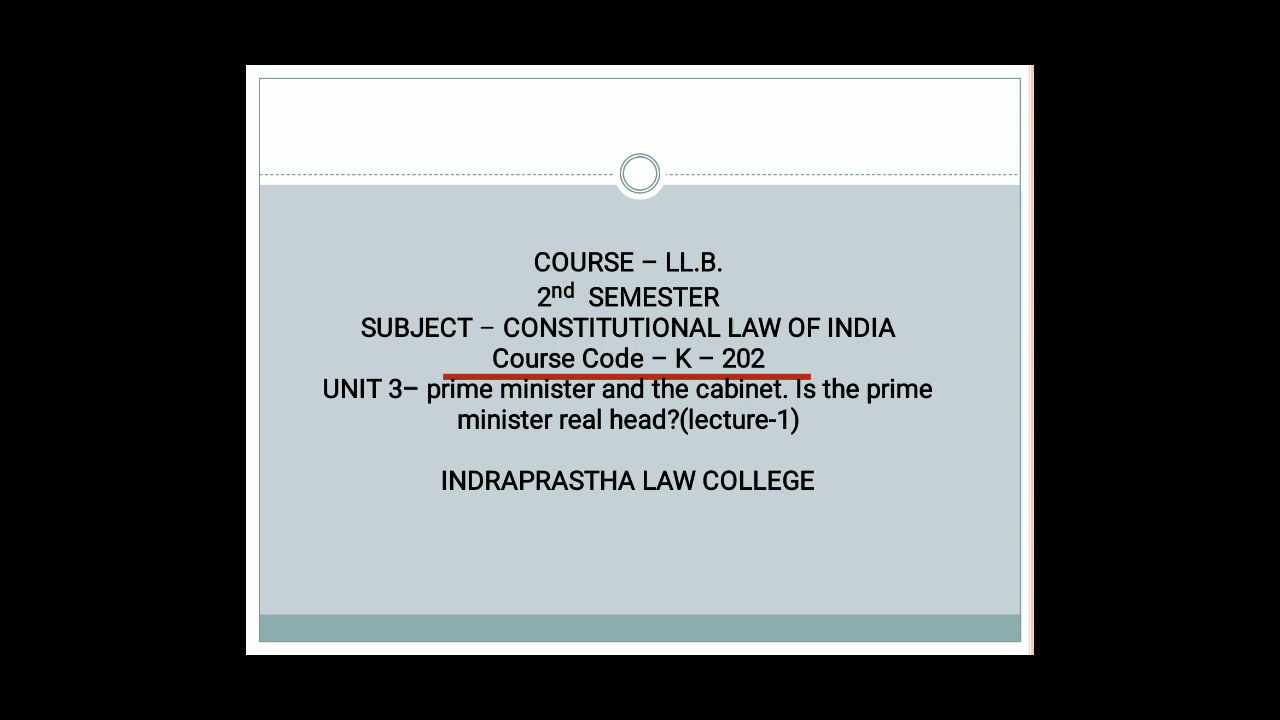 COURSE – LL.B.
2nd SEMESTER
SUBJECT – CONSTITUTIONAL LAW OF INDIA
Course Code – K – 202
UNIT 3– prime minister and the cabinet. Is the prime
minister real head?(lecture-1)
INDRAPRASTHA LAW COLLEGE